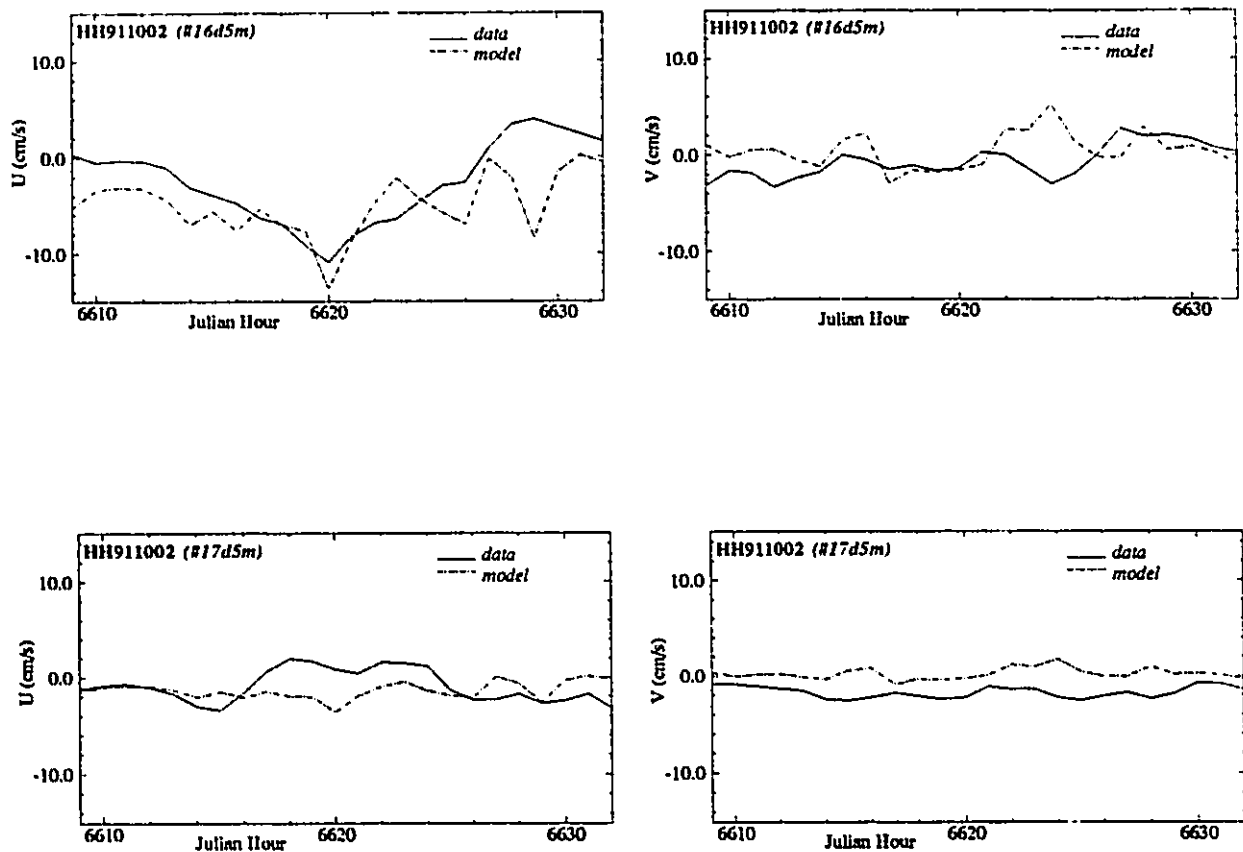 HH911002 (#16d5m)
data
model
10.0
0.0
-10.0
U (cm/s)
6610
6620
6630
Julian Hour
HH911002 (#16d5m)
data
model
10.0
0.0
-10.0
V (cm/s)
6610
6620
6630
Julian Hour
HH911002 (#17d5m)
data
model
10.0
0.0
-10.0
U (cm/s)
6610
6620
6630
Julian Hour
HH911002 (#17d5m)
data
model
10.0
0.0
-10.0
V (cm/s)
6610
6620
6630
Julian Hour